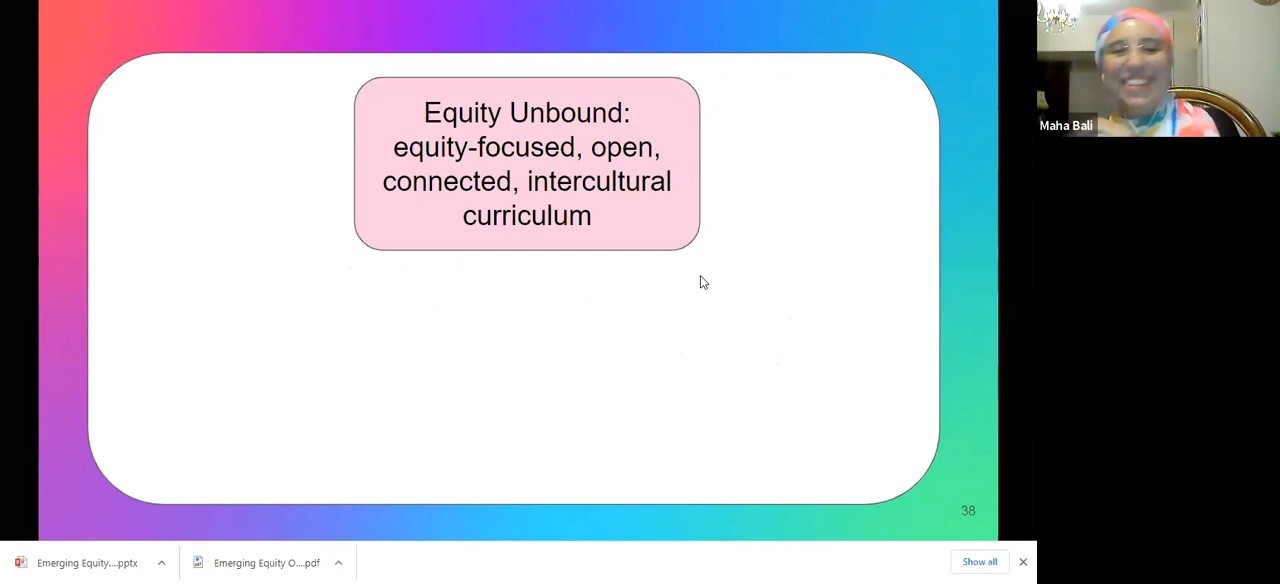 Equity Unbound:
equity-focused, open,
connected, intercultural
curriculum
Maha Bali
38
Emerging Equity....pptx
Emerging Equity O....pdf
Show all